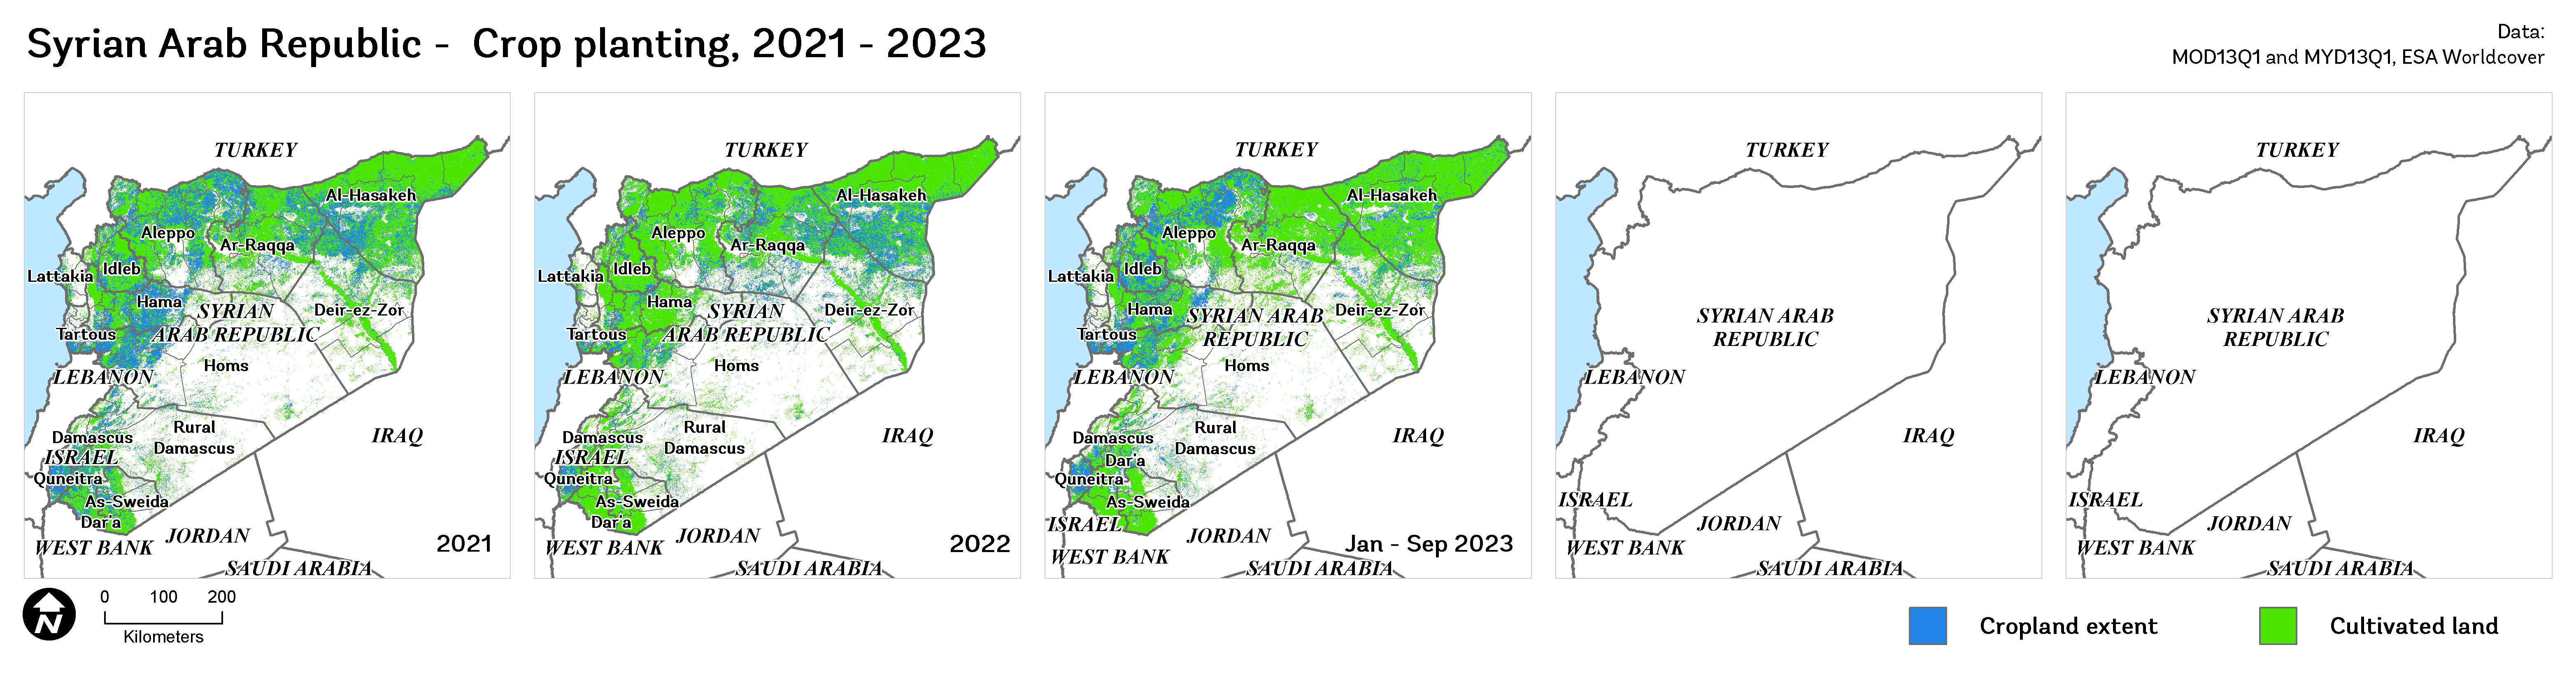 Syrian Arab Republic - Crop planting, 2021 - 2023
Data:
MOD13Q1 and MYD13Q1, ESA Worldcover
TURKEY
Al-Hasakeh
Aleppo
Ar-Raqqa
Idleb
Lattakia
Hama
SYRIAN
Deir-ez-Zor
Tartous
ARAB REPUBLIC
Homs
LEBANON
Rural
Damascus
IRAQ
Damascus
ISRAEL
Quneitra
As-Sweida
Dar'a
JORDAN
WEST BANK
2021
SAUDI ARABIA
TURKEY
Al-Hasakeh
Aleppo
Ar-Raqqa
Idleb
Lattakia
Hama
SYRIAN
Deir-ez-Zor
Tartous
ARAB REPUBLIC
Homs
LEBANON
Rural
Damascus
IRAQ
Damascus
ISRAEL
Quneitra
As-Sweida
Dar'a
JORDAN
WEST BANK
2022
SAUDI ARABIA
TURKEY
Al-Hasakeh
Aleppo
Ar-Raqqa
Idleb
Lattakia
Hama
SYRIAN ARAB
Deir-ez-Zor
Tartous
REPUBLIC
Homs
LEBANON
Rural
Damascus
IRAQ
Damascus
Dar'a
Quneitra
As-Sweida
ISRAEL
JORDAN
WEST BANK
Jan - Sep 2023
SAUDI ARABIA
TURKEY
SYRIAN ARAB
REPUBLIC
LEBANON
IRAQ
ISRAEL
JORDAN
WEST BANK
SAUDI ARABIA
TURKEY
SYRIAN ARAB
REPUBLIC
LEBANON
IRAQ
ISRAEL
JORDAN
WEST BANK
SAUDI ARABIA
N
0 100 200
Kilometers
Cropland extent
Cultivated land